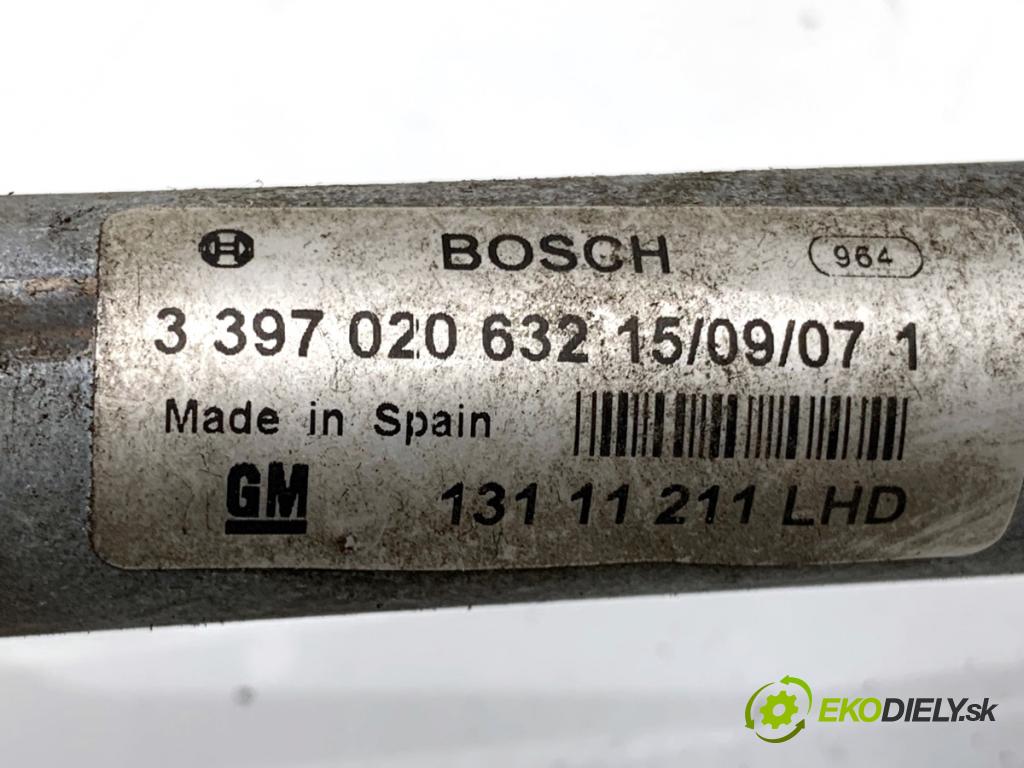 BOSCH 964
3 397 020 632 15/09/07 1
Made in Spain
GM 131 11 211 LHD
EKODIELY.sk